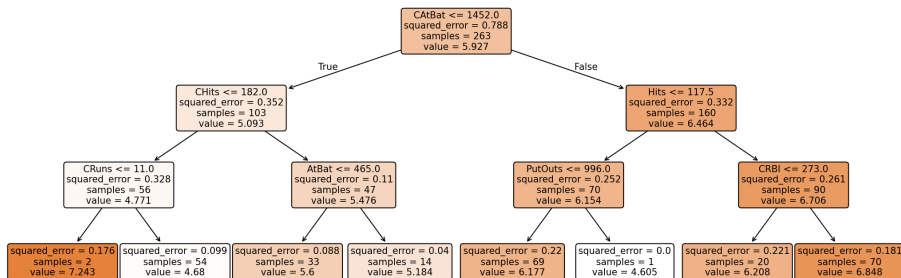 CAtBat <= 1452.0
squared_error = 0.788
samples = 263
value = 5.927
True
False
CHits <= 182.0
squared_error = 0.352
samples = 103
value = 5.093
Hits <= 117.5
squared_error = 0.332
samples = 160
value = 6.464
CRuns <= 11.0
squared_error = 0.328
samples = 56
value = 4.771
AtBat <= 465.0
squared_error = 0.11
samples = 47
value = 5.476
PutOuts <= 996.0
squared_error = 0.252
samples = 70
value = 6.154
CRBI <= 273.0
squared_error = 0.261
samples = 90
value = 6.706
squared_error = 0.176
samples = 2
value = 7.243
squared_error = 0.099
samples = 54
value = 4.68
squared_error = 0.088
samples = 33
value = 5.6
squared_error = 0.04
samples = 14
value = 5.184
squared_error = 0.22
samples = 69
value = 6.177
squared_error = 0.0
samples = 1
value = 4.605
squared_error = 0.221
samples = 20
value = 6.208
squared_error = 0.181
samples = 70
value = 6.848